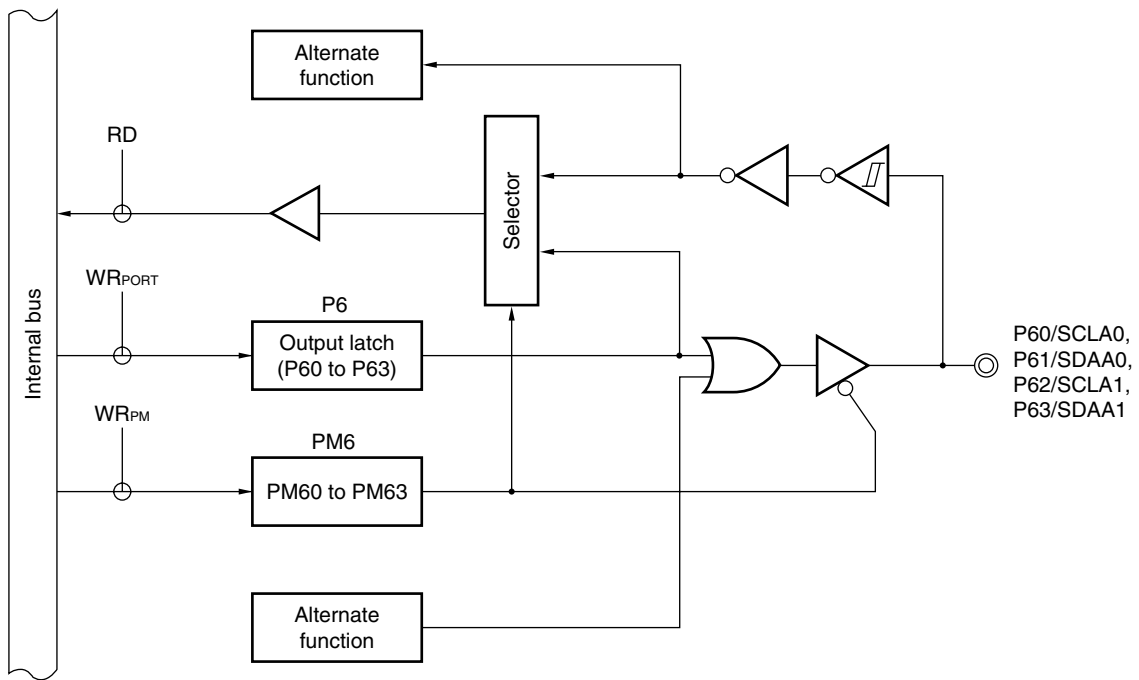 Alternate
function
RD
Selector
WRPORT
P6
Internal bus
Output latch
(P60 to P63)
P60/SCLA0,
P61/SDAA0,
P62/SCLA1,
P63/SDAA1
WRPM
PM6
PM60 to PM63
Alternate
function